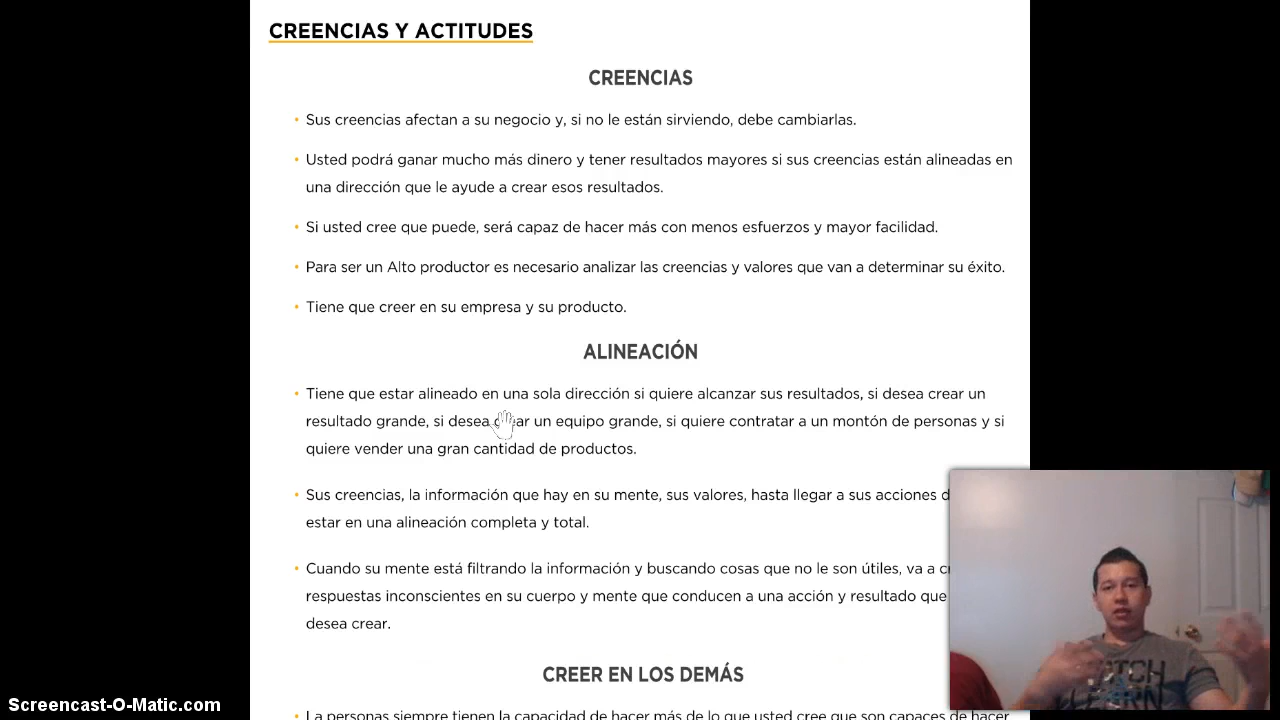 CREENCIAS Y ACTITUDES
CREENCIAS
• Sus creencias afectan a su negocio y, si no le están sirviendo, debe cambiarlas.
• Usted podrá ganar mucho más dinero y tener resultados mayores si sus creencias están alineadas en
una dirección que le ayude a crear esos resultados.
• Si usted cree que puede, será capaz de hacer más con menos esfuerzos y mayor facilidad.
• Para ser un Alto productor es necesario analizar las creencias y valores que van a determinar su éxito.
• Tiene que creer en su empresa y su producto.
ALINEACIÓN
• Tiene que estar alineado en una sola dirección si quiere alcanzar sus resultados, si desea crear un
resultado grande, si desea un equipo grande, si quiere contratar a un montón de personas y si
quiere vender una gran cantidad de productos.
• Sus creencias, la información que hay en su mente, sus valores, hasta llegar a sus acciones
estar en una alineación completa y total.
• Cuando su mente está filtrando la información y buscando cosas que no le son útiles, va a
respuestas inconscientes en su cuerpo y mente que conducen a una acción y resultado que
desea crear.
CREER EN LOS DEMÁS
• La personas siempre tienen la capacidad de hacer más de lo que usted cree que son capaces de hacer
Screencast-O-Matic.com